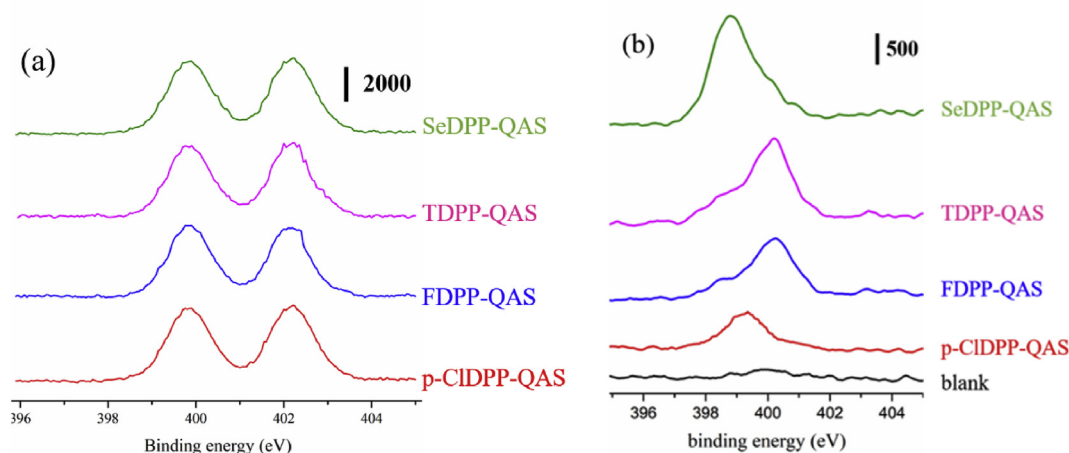 (a)
2000
SeDPP-QAS
TDPP-QAS
FDPP-QAS
p-ClDPP-QAS
396 398 400 402 404
Binding energy (eV)
(b)
500
SeDPP-QAS
TDPP-QAS
FDPP-QAS
p-ClDPP-QAS
blank
396 398 400 402 404
binding energy (eV)